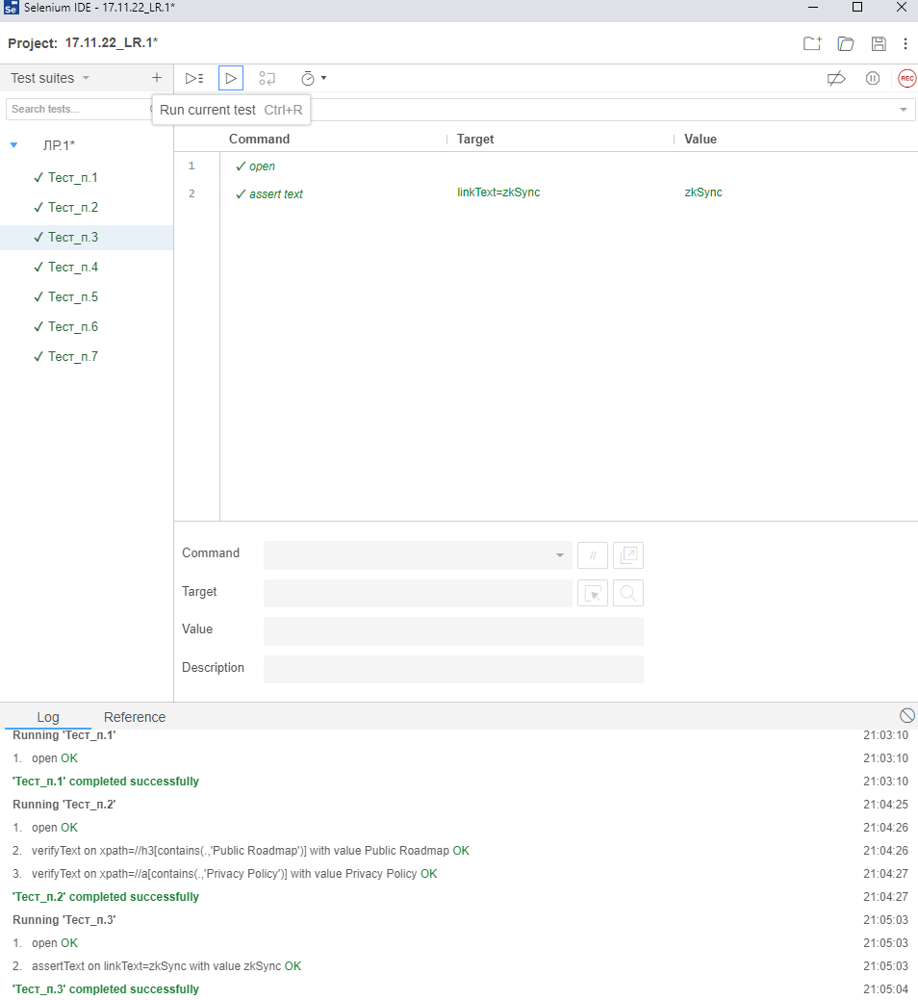 Se Selenium IDE - 17.11.22_LR.1*
Project: 17.11.22_LR.1*
Test suites
REC
Search tests...
Run current test Ctrl+R
Command Target Value
ЛР.1*
Тест_п.1
Тест_п.2
Тест_п.3
Тест_п.4
Тест_п.5
Тест_п.6
Тест_п.7
1 open
2 assert text linkText=zkSync zkSync
Command //
Target
Value
Description
Log Reference
Running 'Тест_п.1' 21:03:10
1. open OK 21:03:10
'Тест_п.1' completed successfully 21:03:10
Running 'Тест_п.2' 21:04:25
1. open OK 21:04:26
2. verifyText on xpath=//h3[contains(.,'Public Roadmap')] with value Public Roadmap OK 21:04:26
3. verifyText on xpath=//a[contains(.,'Privacy Policy')] with value Privacy Policy OK 21:04:27
'Тест_п.2' completed successfully 21:04:27
Running 'Тест_п.3' 21:05:03
1. open OK 21:05:03
2. assertText on linkText=zkSync with value zkSync OK 21:05:03
'Тест_п.3' completed successfully 21:05:04